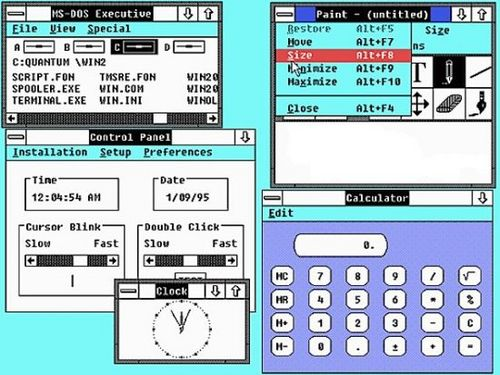 MS-DOS Executive
File View Special
A C D
C:QUANTUM \WIN2
SCRIPT.FON TMSRE.FON WIN20
SPOOLER.EXE WIN.COM WIN20
TERMINAL.EXE WIN.INI WINOL
Paint - (untitled)
Restore Alt+F5
Move Alt+F7
Size Alt+F8
Minimize Alt+F9
Maximize Alt+F10
Close Alt+F4
Size
ns
T
Control Panel
Installation Setup Preferences
Time
12:04:54 AM
Date
1/09/95
Cursor Blink
Slow Fast
Double Click
Slow Fast
Clock
Calculator
Edit
0.
MC 7 8 9 / √
MR 4 5 6 * %
M+ 1 2 3 - C
M- 0 . ± + =